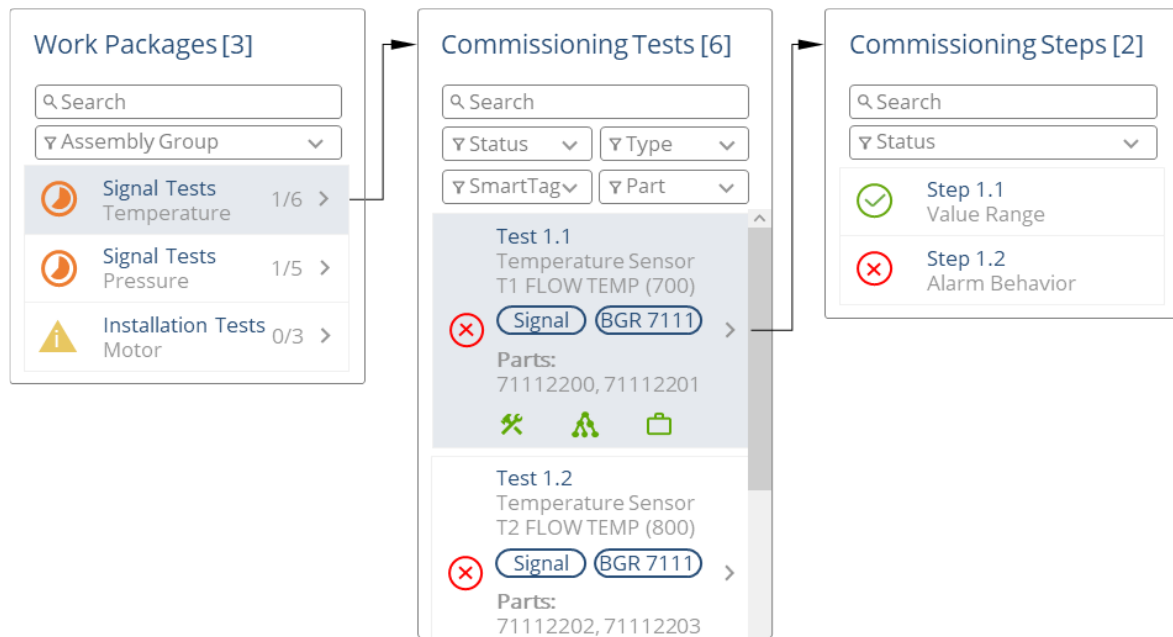 Work Packages [3]
Search
Assembly Group
Signal Tests
Temperature
1/6
Signal Tests
Pressure
1/5
Installation Tests
Motor
0/3
Commissioning Tests [6]
Search
Status
Type
SmartTag
Part
Test 1.1
Temperature Sensor
T1 FLOW TEMP (700)
Signal
BGR 7111
Parts:
71112200, 71112201
Test 1.2
Temperature Sensor
T2 FLOW TEMP (800)
Signal
BGR 7111
Parts:
71112202, 71112203
Commissioning Steps [2]
Search
Status
Step 1.1
Value Range
Step 1.2
Alarm Behavior